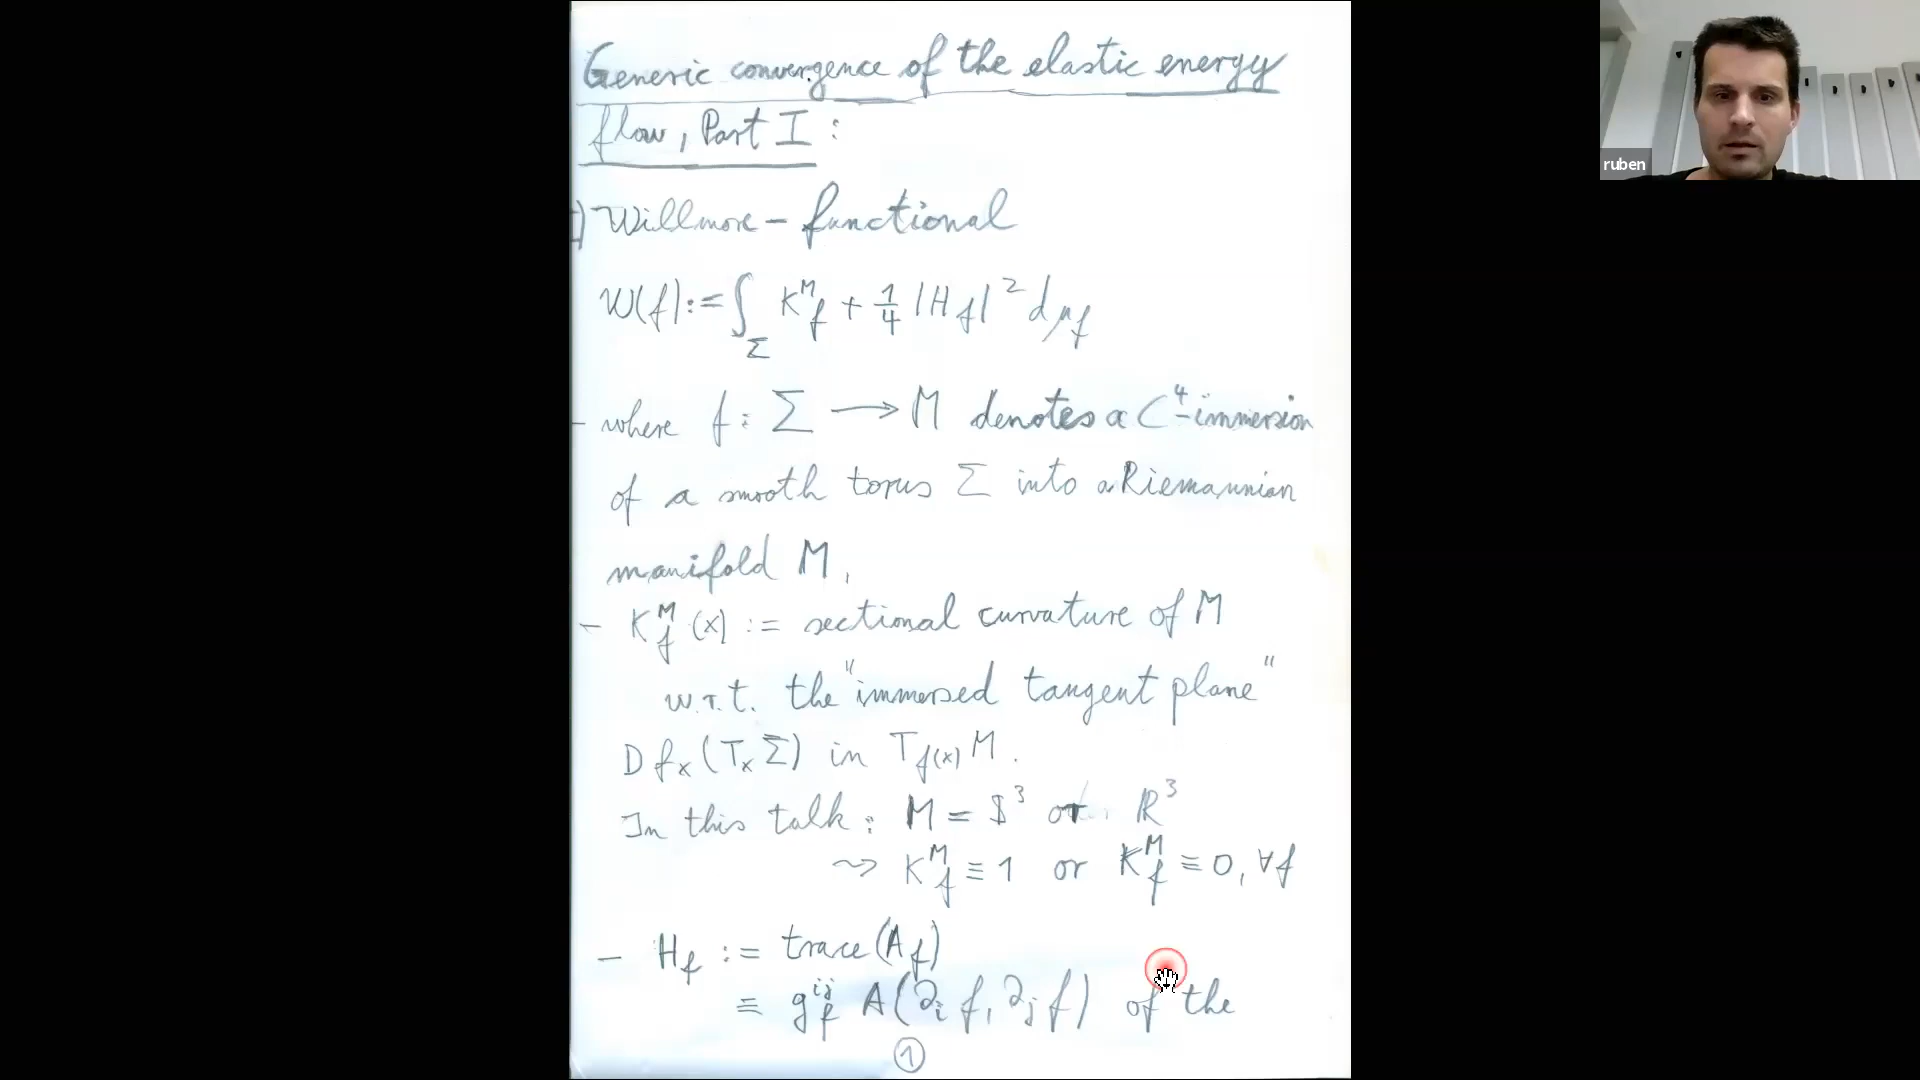 Generic convergence of the elastic energy
flow, Part I :
I) Willmore - functional
W(f) := ∫_Σ K^M_f + 1/4 |H_f|^2 dμ_f
- where f : Σ → M denotes a C^4-immersion
of a smooth torus Σ into a Riemannian
manifold M,
- K^M_f (x) := sectional curvature of M
w.r.t. the "immersed tangent plane"
Df_x(T_x Σ) in T_f(x) M.
In this talk : M = S^3 or R^3
⇝ K^M_f ≡ 1 or K^M_f ≡ 0, ∀f
- H_f := trace(A_f)
≡ g^ij_f A(∂_i f, ∂_j f) of the
1
ruben